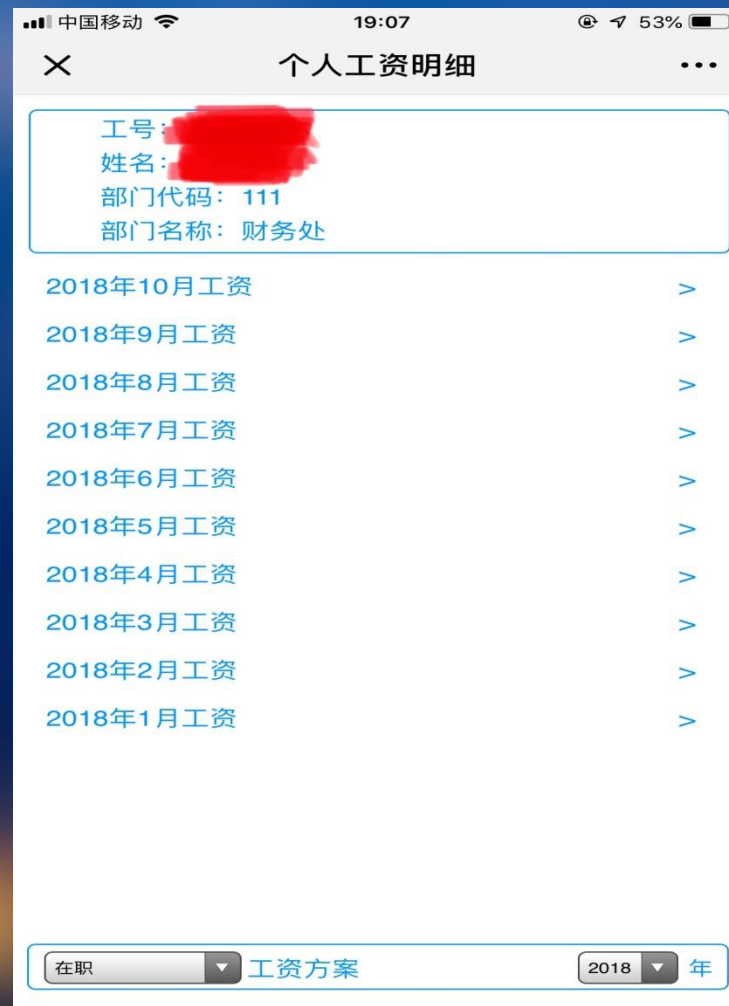 中国移动 19:07 53%
个人工资明细
工号:
姓名:
部门代码: 111
部门名称: 财务处
2018年10月工资 >
2018年9月工资 >
2018年8月工资 >
2018年7月工资 >
2018年6月工资 >
2018年5月工资 >
2018年4月工资 >
2018年3月工资 >
2018年2月工资 >
2018年1月工资 >
在职 工资方案 2018 年